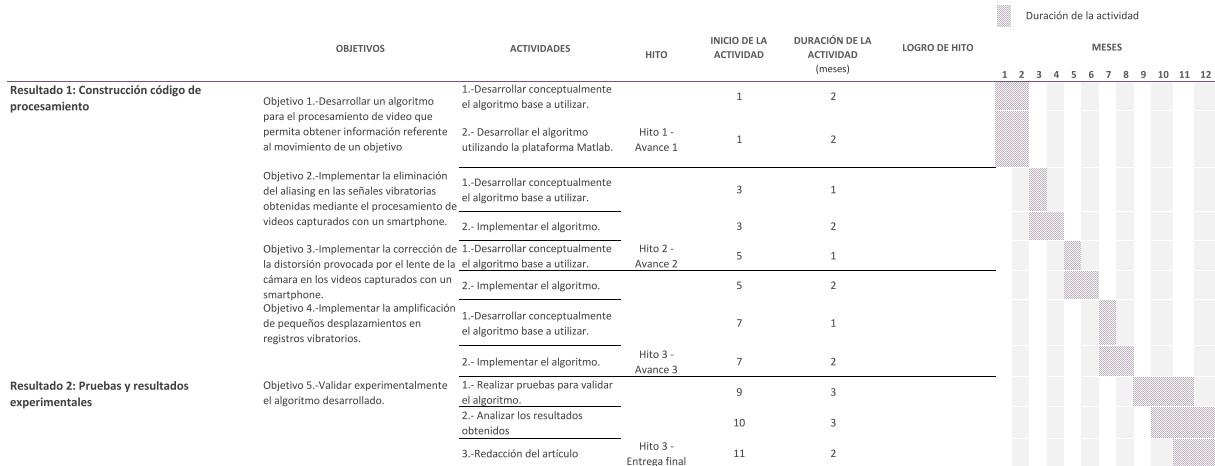 Duración de la actividad
OBJETIVOS
ACTIVIDADES
HITO
INICIO DE LA
ACTIVIDAD
DURACIÓN DE LA
ACTIVIDAD
(meses)
LOGRO DE HITO
MESES
1 2 3 4 5 6 7 8 9 10 11 12
Resultado 1: Construcción código de
procesamiento
Objetivo 1.-Desarrollar un algoritmo
para el procesamiento de video que
permita obtener información referente
al movimiento de un objetivo
1.-Desarrollar conceptualmente
el algoritmo base a utilizar.
1
2
2.- Desarrollar el algoritmo
utilizando la plataforma Matlab.
Hito 1 -
Avance 1
1
2
Objetivo 2.-Implementar la eliminación
del aliasing en las señales vibratorias
obtenidas mediante el procesamiento de
videos capturados con un smartphone.
1.-Desarrollar conceptualmente
el algoritmo base a utilizar.
3
1
2.- Implementar el algoritmo.
3
2
Objetivo 3.-Implementar la corrección de
la distorsión provocada por el lente de la
cámara en los videos capturados con un
smartphone.
1.-Desarrollar conceptualmente
el algoritmo base a utilizar.
Hito 2 -
Avance 2
5
1
2.- Implementar el algoritmo.
5
2
Objetivo 4.-Implementar la amplificación
de pequeños desplazamientos en
registros vibratorios.
1.-Desarrollar conceptualmente
el algoritmo base a utilizar.
7
1
2.- Implementar el algoritmo.
Hito 3 -
Avance 3
7
2
Resultado 2: Pruebas y resultados
experimentales
Objetivo 5.-Validar experimentalmente
el algoritmo desarrollado.
1.- Realizar pruebas para validar
el algoritmo.
9
3
2.- Analizar los resultados
obtenidos
10
3
3.-Redacción del artículo
Hito 3 -
Entrega final
11
2